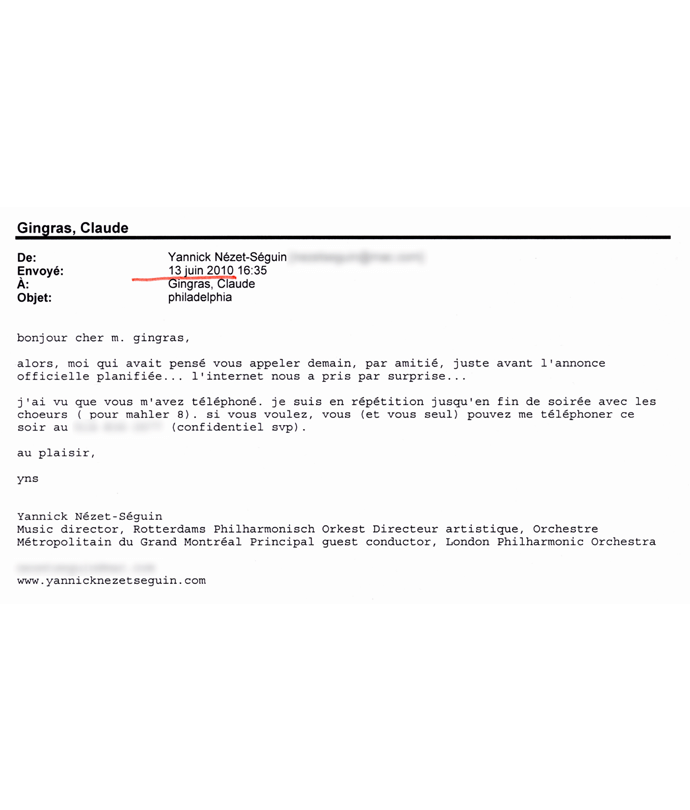 Gingras, Claude
De: Yannick Nézet-Séguin
Envoyé: 13 juin 2010 16:35
À: Gingras, Claude
Objet: philadelphia
bonjour cher m. gingras,
alors, moi qui avait pensé vous appeler demain, par amitié, juste avant l'annonce
officielle planifiée... l'internet nous a pris par surprise...
j'ai vu que vous m'avez téléphoné. je suis en répétition jusqu'en fin de soirée avec les
choeurs ( pour mahler 8). si vous voulez, vous (et vous seul) pouvez me téléphoner ce
soir au (confidentiel svp).
au plaisir,
yns
Yannick Nézet-Séguin
Music director, Rotterdams Philharmonisch Orkest Directeur artistique, Orchestre
Métropolitain du Grand Montréal Principal guest conductor, London Philharmonic Orchestra
www.yannicknezetseguin.com